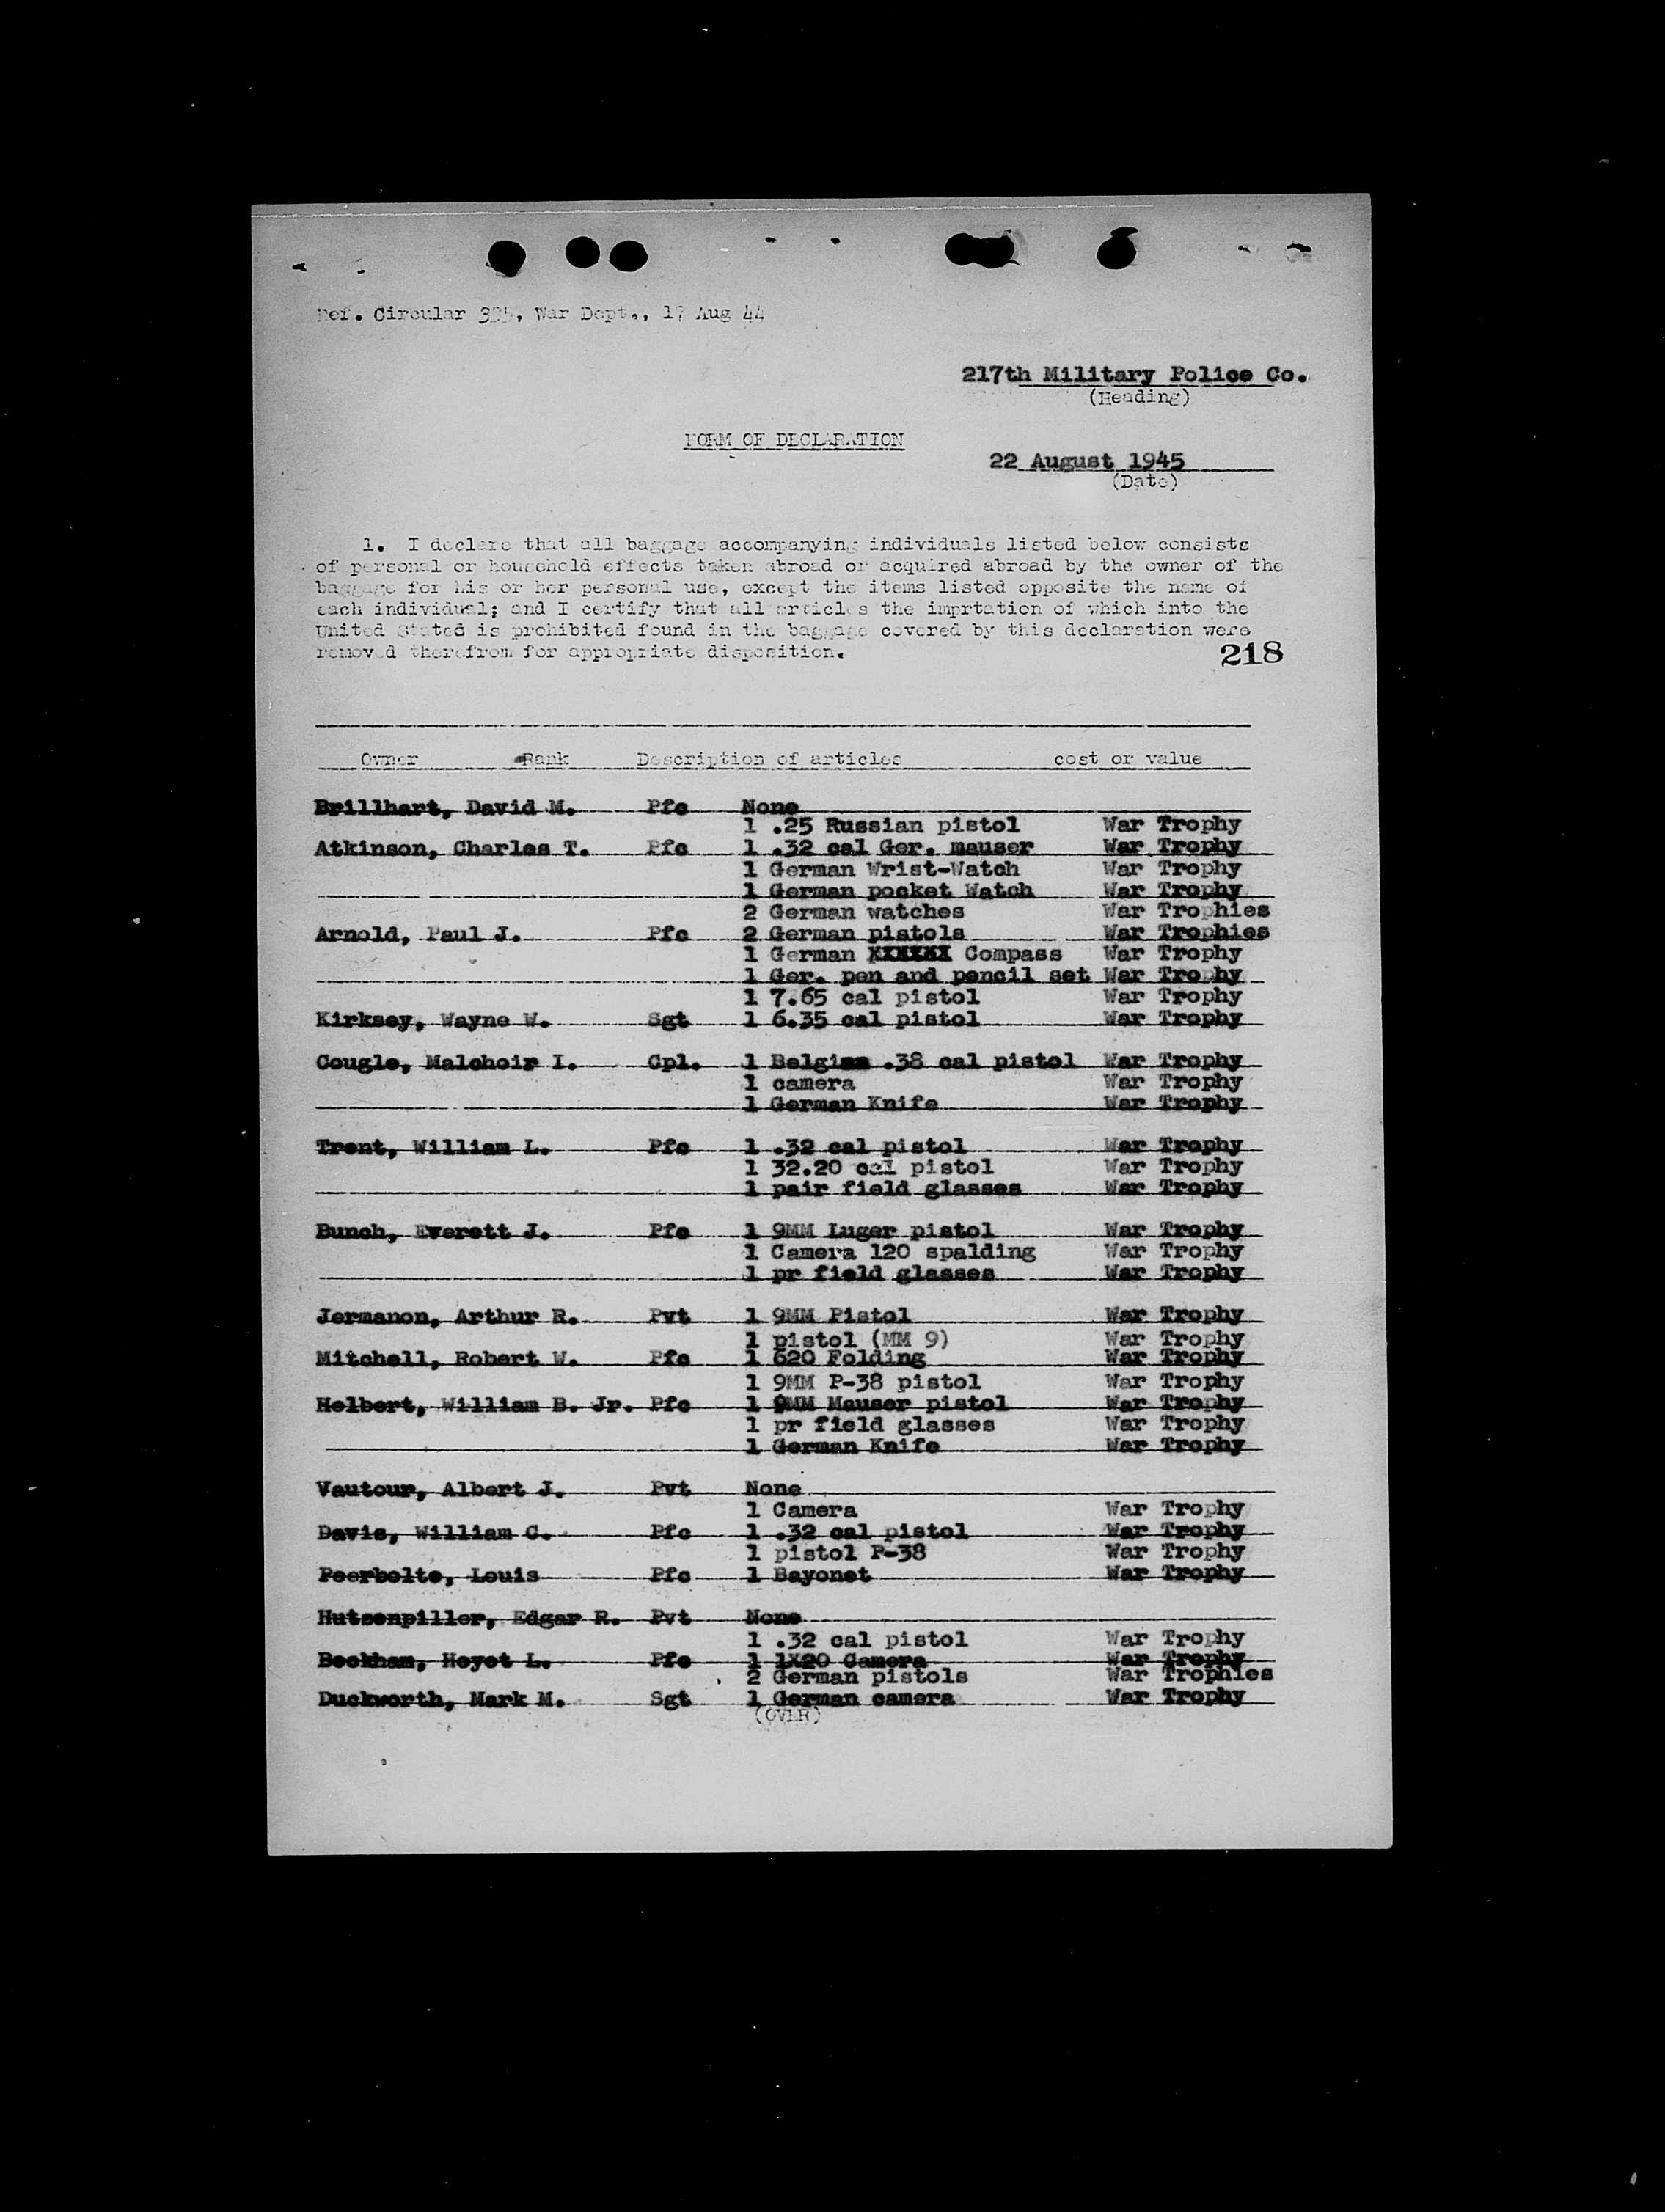 Ref. Circular 325, War Dept., 17 Aug 44
217th Military Police Co.
(Heading)
FORM OF DECLARATION
22 August 1945
(Date)
1. I declare that all baggage accompanying individuals listed below consists
of personal or household effects taken abroad or acquired abroad by the owner of the
baggage for his or her personal use, except the items listed opposite the name of
each individual; and I certify that all articles the imprtation of which into the
United Stated is prohibited found in the baggage covered by this declaration were
removed therefrom for appropriate disposition.
218
Owner Rank Description of articles cost or value
Brillhart, David M. Pfc None
1 .25 Russian pistol War Trophy
Atkinson, Charles T. Pfc 1 .32 cal Ger. mauser War Trophy
1 German Wrist-Watch War Trophy
1 German pocket Watch War Trophy
2 German watches War Trophies
Arnold, Paul J. Pfc 2 German pistols War Trophies
1 German XXXXXX Compass War Trophy
1 Ger. pen and pencil set War Trophy
1 7.65 cal pistol War Trophy
Kirksey, Wayne W. Sgt 1 6.35 cal pistol War Trophy
Cougle, Malchoir I. Cpl. 1 Belgian .38 cal pistol War Trophy
1 camera War Trophy
1 German Knife War Trophy
Trent, William L. Pfc 1 .32 cal pistol War Trophy
1 32.20 cal pistol War Trophy
1 pair field glasses War Trophy
Bunch, Everett J. Pfc 1 9MM Luger pistol War Trophy
1 Camera 120 spalding War Trophy
1 pr field glasses War Trophy
Jermanon, Arthur R. Pvt 1 9MM Pistol War Trophy
1 pistol (MM 9) War Trophy
Mitchell, Robert W. Pfc 1 620 Folding War Trophy
1 9MM P-38 pistol War Trophy
Helbert, William B. Jr. Pfc 1 9MM Mauser pistol War Trophy
1 pr field glasses War Trophy
1 German Knife War Trophy
Vautour, Albert J. Pvt None
1 Camera War Trophy
Davis, William C. Pfc 1 .32 cal pistol War Trophy
1 pistol P-38 War Trophy
Peerbolte, Louis Pfc 1 Bayonet War Trophy
Hutsenpiller, Edgar R. Pvt None
1 .32 cal pistol War Trophy
Beckham, Hoyet L. Pfc 1 1X20 Camera War Trophy
2 German pistols War Trophies
Duckworth, Mark M. Sgt 1 German camera War Trophy
(OVER)